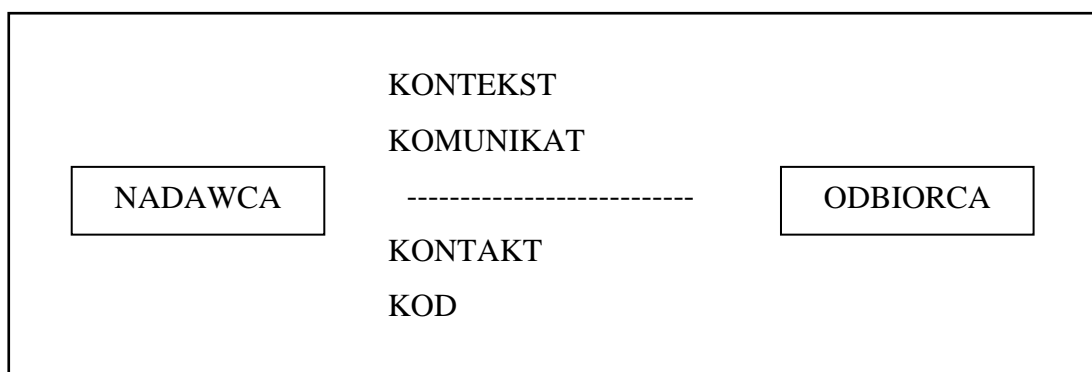 KONTEKST
KOMUNIKAT
NADAWCA --------------------------- ODBIORCA
KONTAKT
KOD